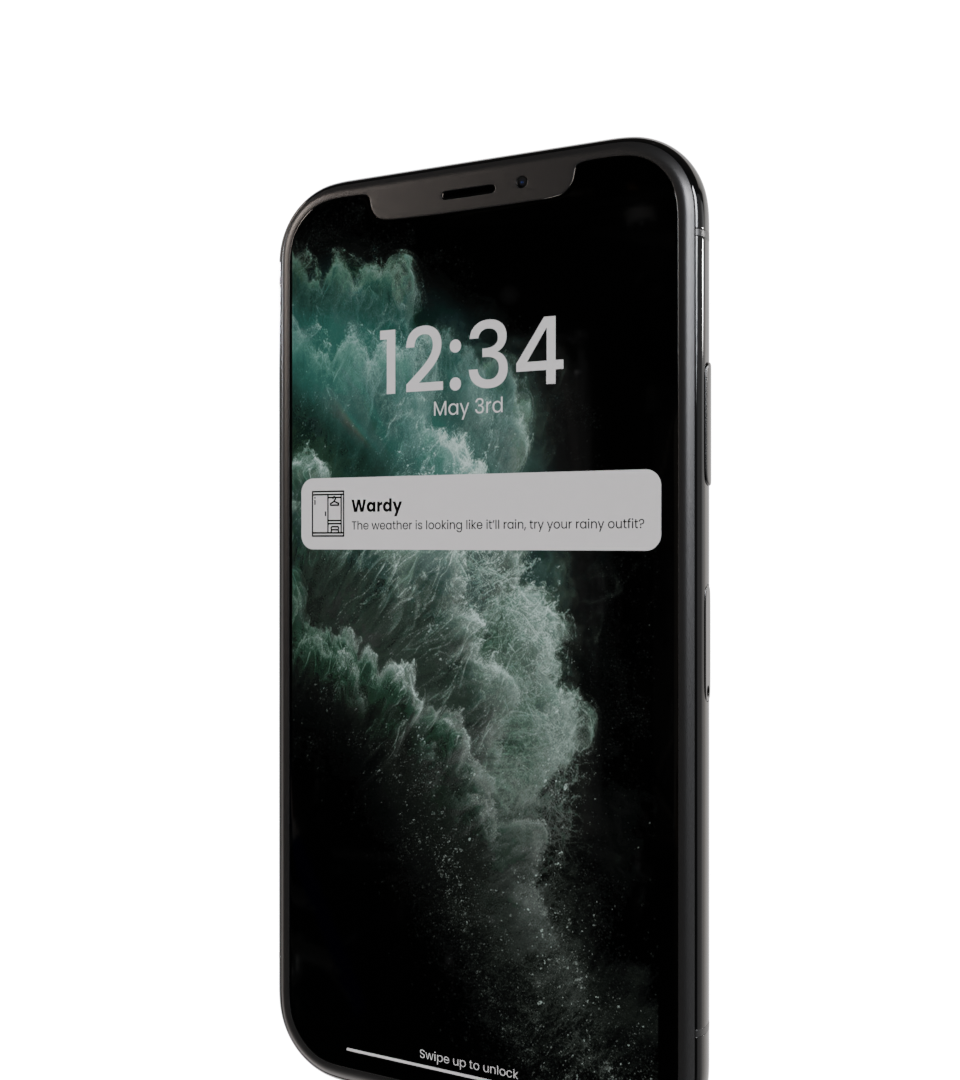 12:34
May 3rd
Wardy
The weather is looking like it'll rain, try your rainy outfit?
Swipe up to unlock